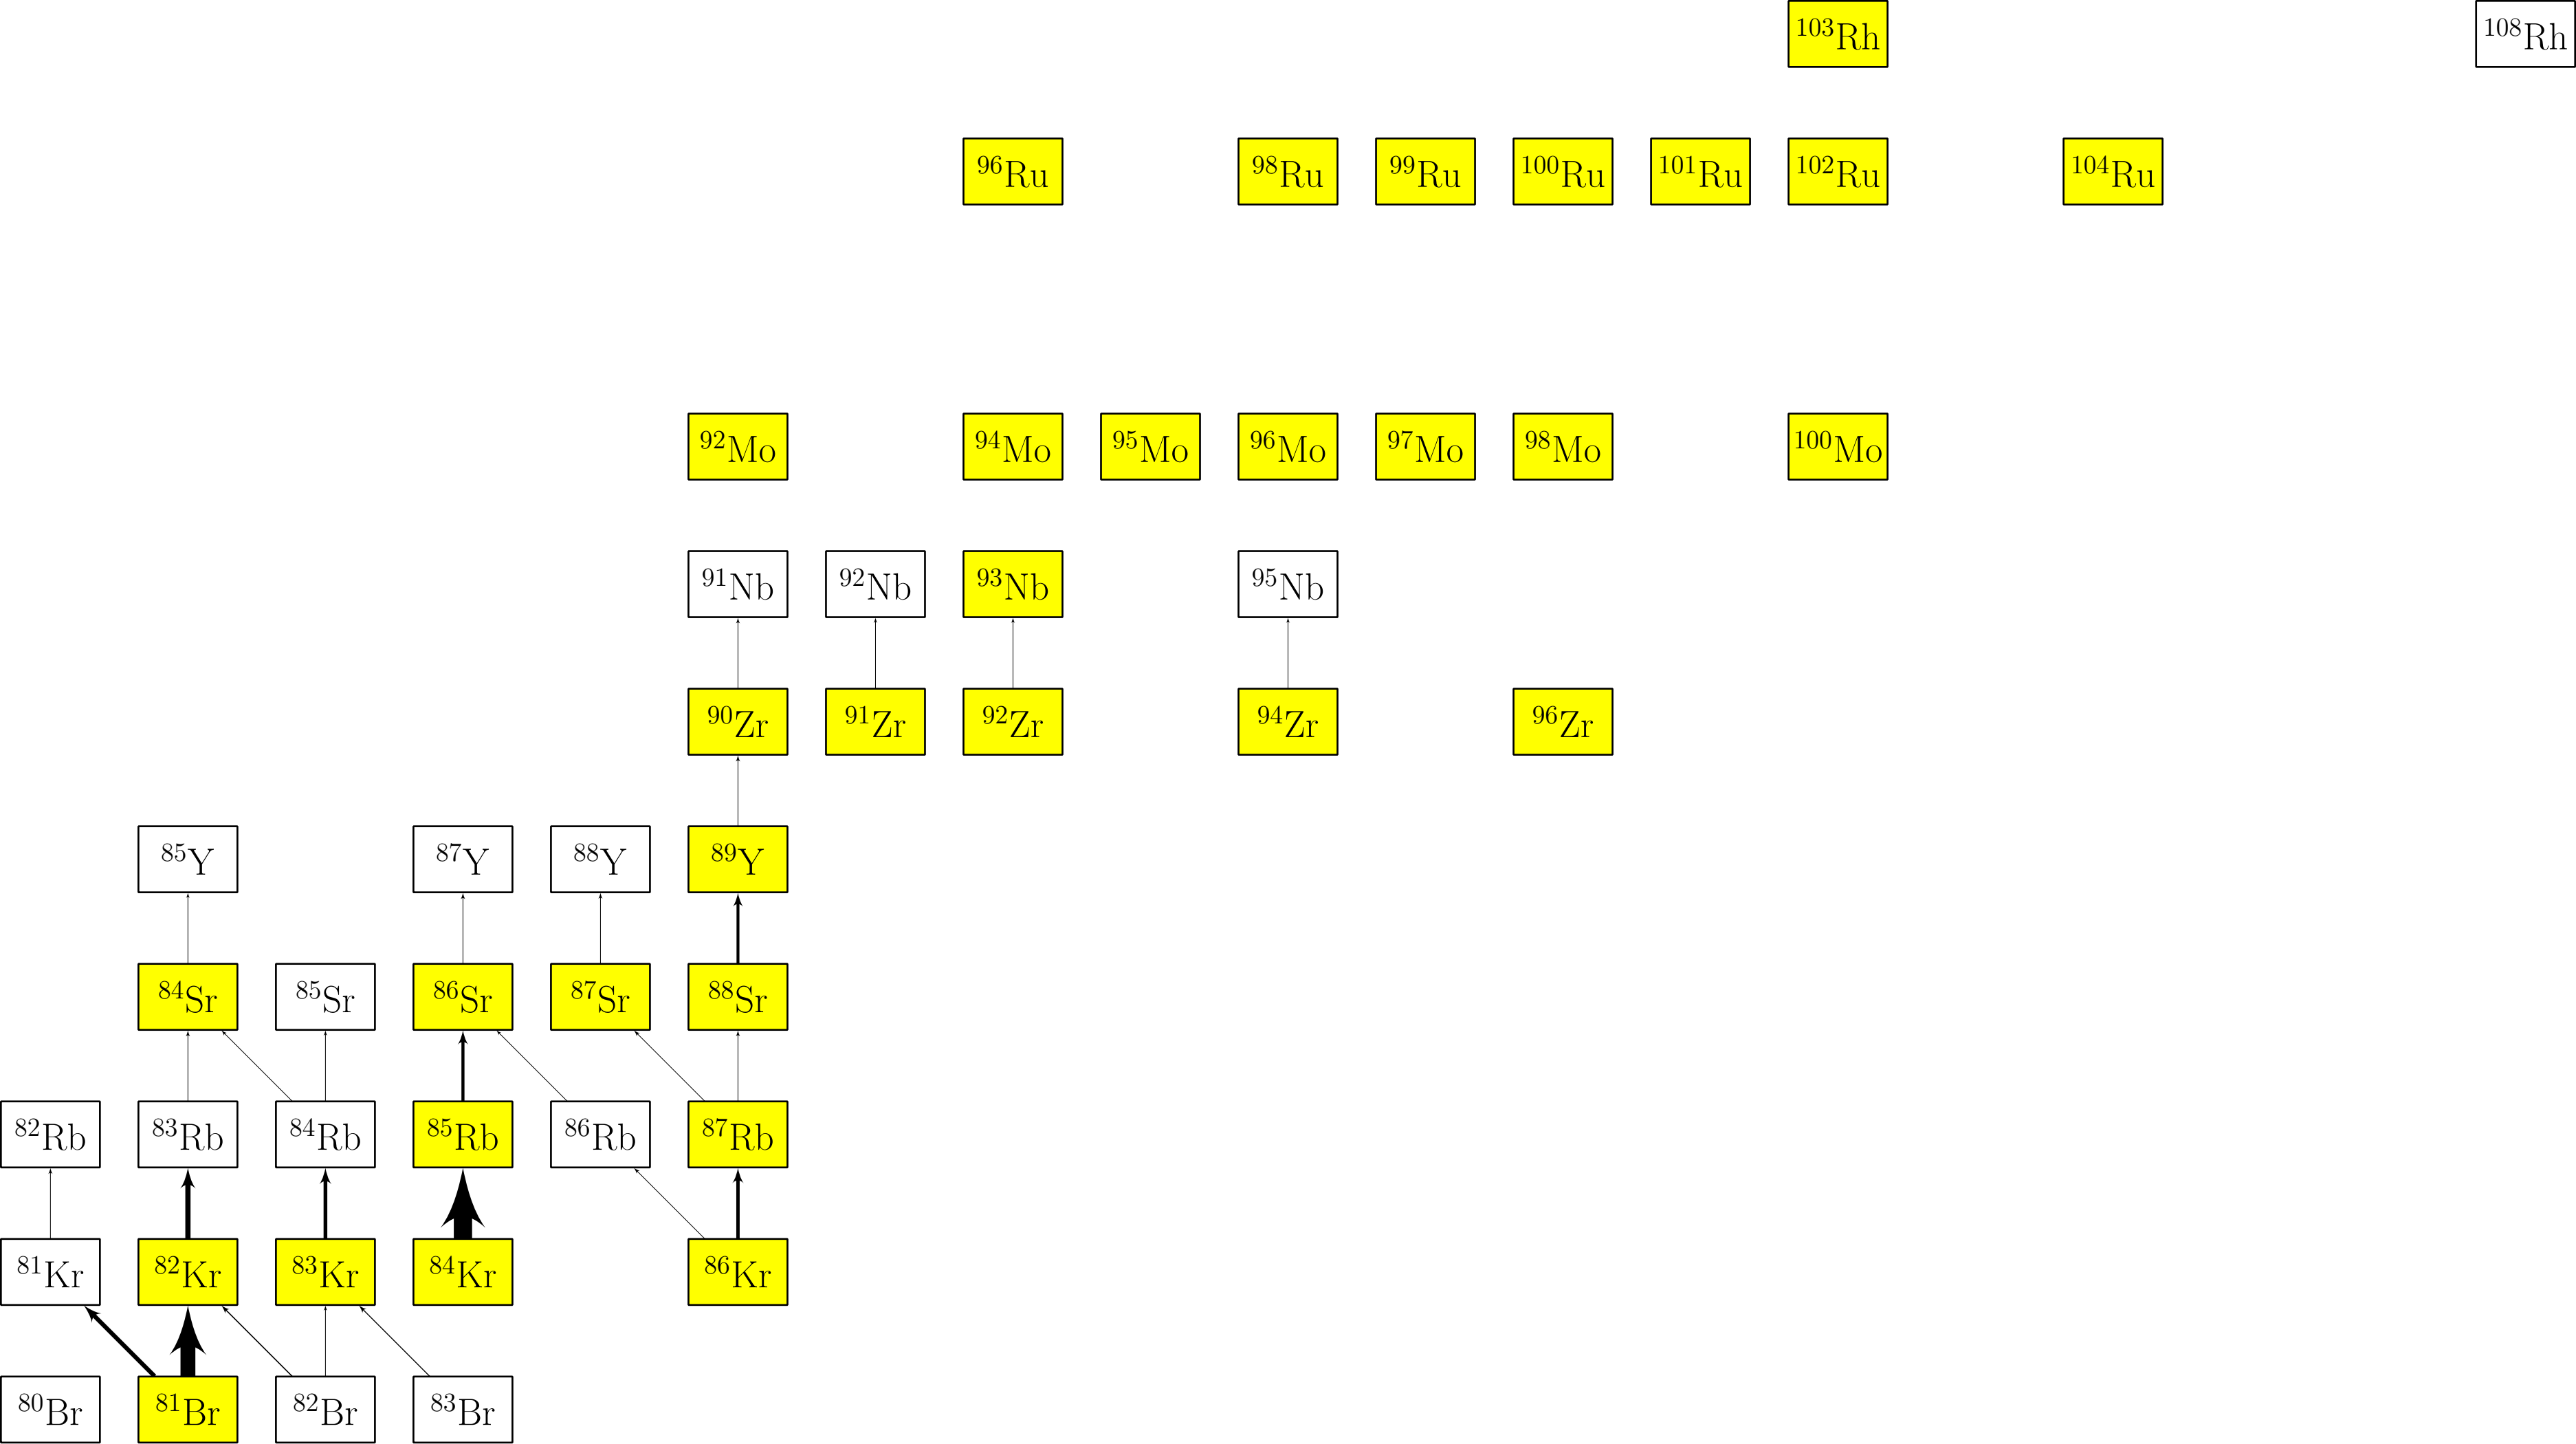 ¹⁰³Rh ¹⁰⁸Rh
⁹⁶Ru ⁹⁸Ru ⁹⁹Ru ¹⁰⁰Ru ¹⁰¹Ru ¹⁰²Ru ¹⁰⁴Ru
⁹²Mo ⁹⁴Mo ⁹⁵Mo ⁹⁶Mo ⁹⁷Mo ⁹⁸Mo ¹⁰⁰Mo
⁹¹Nb ⁹²Nb ⁹³Nb ⁹⁵Nb
⁹⁰Zr ⁹¹Zr ⁹²Zr ⁹⁴Zr ⁹⁶Zr
⁸⁵Y ⁸⁷Y ⁸⁸Y ⁸⁹Y
⁸⁴Sr ⁸⁵Sr ⁸⁶Sr ⁸⁷Sr ⁸⁸Sr
⁸²Rb ⁸³Rb ⁸⁴Rb ⁸⁵Rb ⁸⁶Rb ⁸⁷Rb
⁸¹Kr ⁸²Kr ⁸³Kr ⁸⁴Kr ⁸⁶Kr
⁸⁰Br ⁸¹Br ⁸²Br ⁸³Br